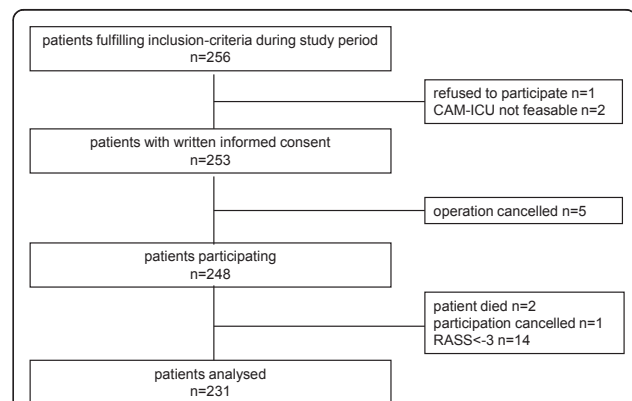 patients fulfilling inclusion-criteria during study period
n=256
refused to participate n=1
CAM-ICU not feasable n=2
patients with written informed consent
n=253
operation cancelled n=5
patients participating
n=248
patient died n=2
participation cancelled n=1
RASS<-3 n=14
patients analysed
n=231